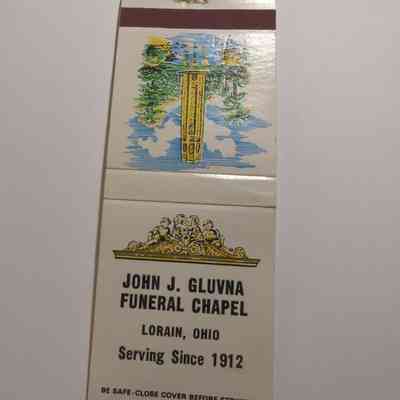 JOHN J. GLUVNA
FUNERAL CHAPEL
LORAIN, OHIO
Serving Since 1912
BE SAFE-CLOSE COVER BEFORE